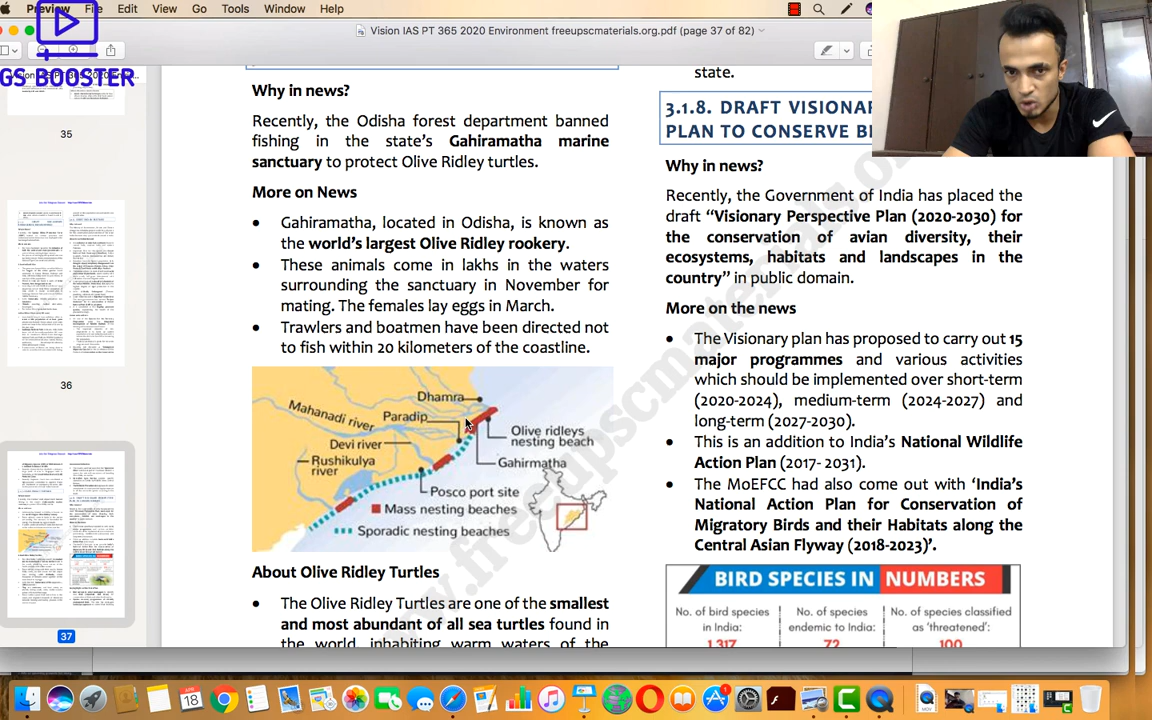 Preview File Edit View Go Tools Window Help
GS BOOSTER
Vision IAS PT 365 2020 Environment freeupscmaterials.org.pdf (page 37 of 82)
35
36
37
Why in news?
Recently, the Odisha forest department banned
fishing in the state's Gahiramatha marine
sanctuary to protect Olive Ridley turtles.
More on News
• Gahiramatha, located in Odisha, is known as
the world's largest Olive Ridley rookery.
• These animals come in lakhs in the waters
surrounding the sanctuary in November for
mating. The females lay eggs in March.
• Trawlers and boatmen have been directed not
to fish within 20 kilometers of the coastline.
Dhamra
Mahanadi river
Paradip
Olive ridleys
nesting beach
Devi river
Rushikulya
river
Gahirmatha
Posco port site
Mass nesting beaches
Sporadic nesting beaches
About Olive Ridley Turtles
• The Olive Ridley Turtles are one of the smallest
and most abundant of all sea turtles found in
the world, inhabiting warm waters of the
state.
3.1.8. DRAFT VISIONAR
PLAN TO CONSERVE BI
Why in news?
Recently, the Government of India has placed the
draft "Visionary Perspective Plan (2020-2030) for
the conservation of avian diversity, their
ecosystems, habitats and landscapes in the
country" in public domain.
More on the news
• The Visionary plan has proposed to carry out 15
major programmes and various activities
which should be implemented over short-term
(2020-2024), medium-term (2024-2027) and
long-term (2027-2030).
• This is an addition to India's National Wildlife
Action Plan (2017- 2031).
• The MoEFCC had also come out with 'India's
National Action Plan for Conservation of
Migratory Birds and their Habitats along the
Central Asian Flyway (2018-2023)'.
BIRD SPECIES IN NUMBERS
No. of bird species
in India:
1,317
No. of species
endemic to India:
72
No. of species classified
as 'threatened':
100
APR
18